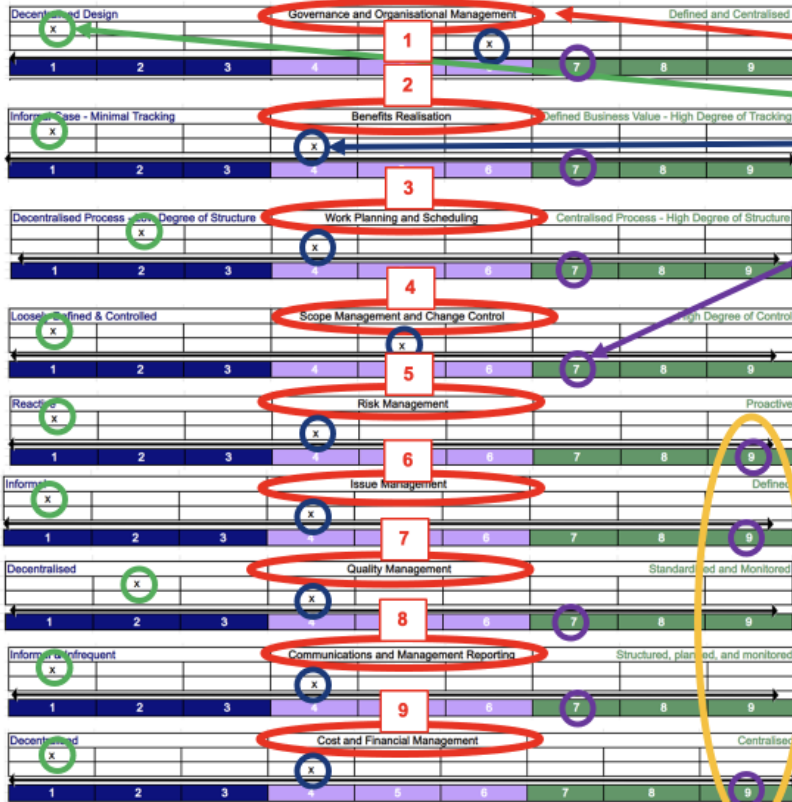 Decentralised Design Governance and Organisational Management Defined and Centralised
x 1 x
1 2 3 4 6 7 8 9
2
Informal Case - Minimal Tracking Benefits Realisation Defined Business Value - High Degree of Tracking
x x
1 2 3 4 6 7 8 9
3
Decentralised Process - Low Degree of Structure Work Planning and Scheduling Centralised Process - High Degree of Structure
x x
1 2 3 4 6 7 8 9
4
Loosely Defined & Controlled Scope Management and Change Control High Degree of Control
x x
1 2 3 4 6 7 8 9
5
Reactive Risk Management Proactive
x x
1 2 3 4 6 7 8 9
6
Informal Issue Management Defined
x x
1 2 3 4 6 7 8 9
7
Decentralised Quality Management Standardised and Monitored
x x
1 2 3 4 6 7 8 9
8
Informal & Infrequent Communications and Management Reporting Structured, planned, and monitored
x x
1 2 3 4 6 7 8 9
9
Decentralised Cost and Financial Management Centralised
x x
1 2 3 4 5 6 7 8 9